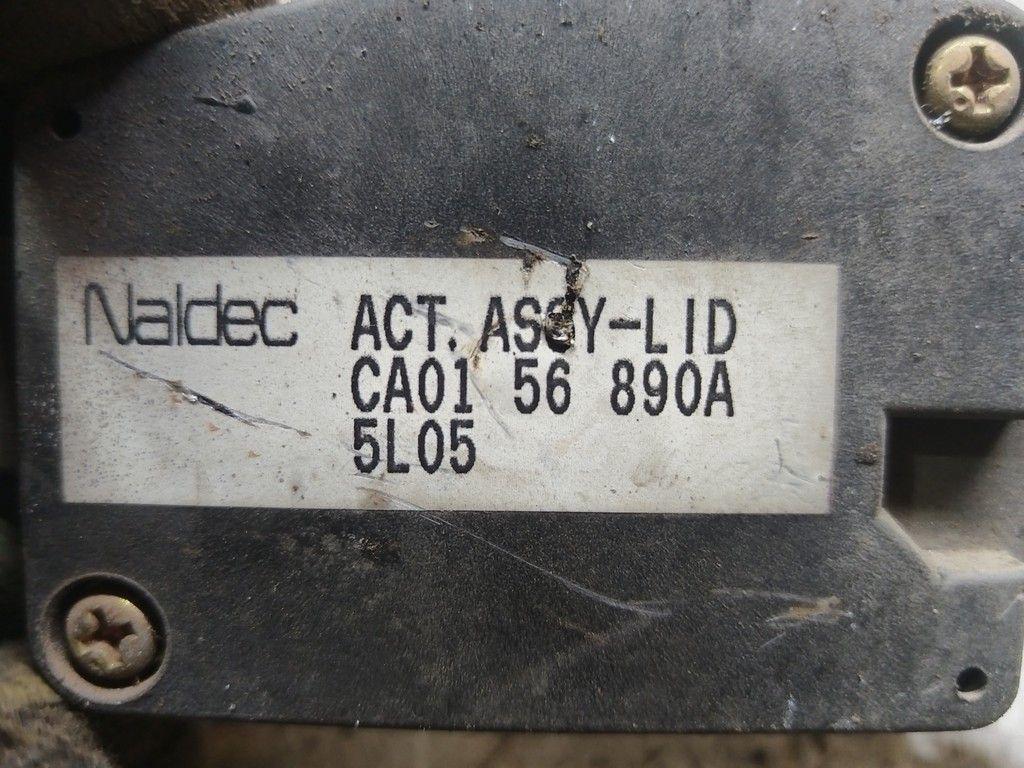 Naldec ACT. ASSY-LID
CA01 56 890A
5L05